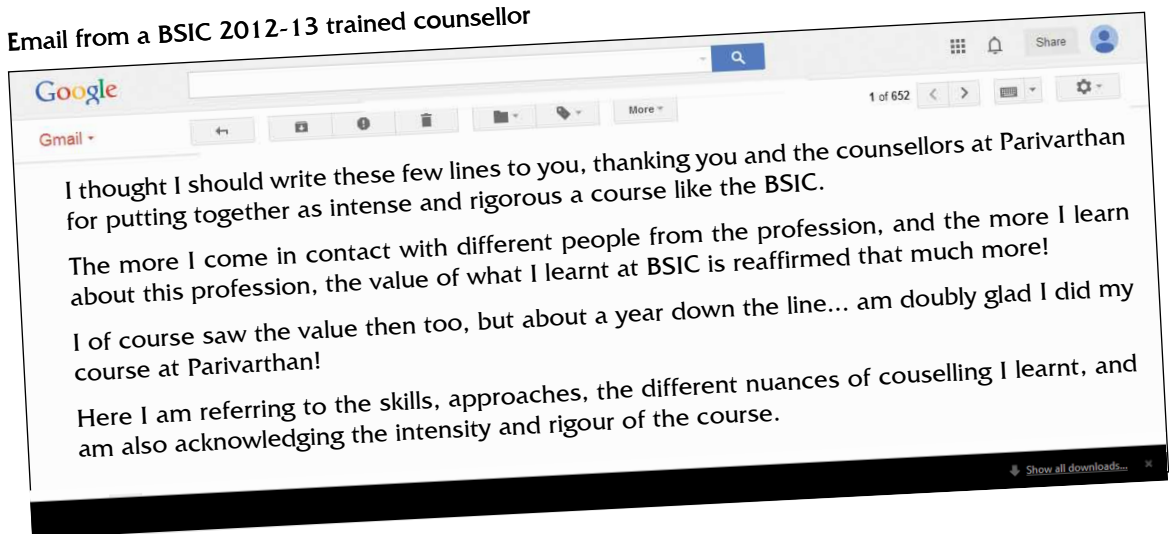 Email from a BSIC 2012-13 trained counsellor
Google
Share
Gmail
More
1 of 652
I thought I should write these few lines to you, thanking you and the counsellors at Parivarthan
for putting together as intense and rigorous a course like the BSIC.
The more I come in contact with different people from the profession, and the more I learn
about this profession, the value of what I learnt at BSIC is reaffirmed that much more!
I of course saw the value then too, but about a year down the line... am doubly glad I did my
course at Parivarthan!
Here I am referring to the skills, approaches, the different nuances of couselling I learnt, and
am also acknowledging the intensity and rigour of the course.
Show all downloads...